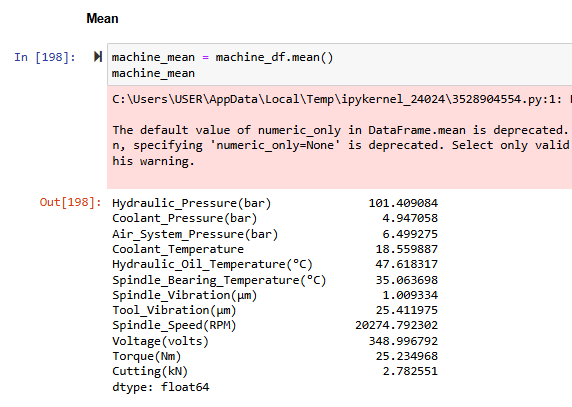 Mean
In [198]: machine_mean = machine_df.mean()
machine_mean
C:\Users\USER\AppData\Local\Temp\ipykernel_24024\3528904554.py:1:
The default value of numeric_only in DataFrame.mean is deprecated.
n, specifying 'numeric_only=None' is deprecated. Select only valid
his warning.
Out[198]: Hydraulic_Pressure(bar) 101.409084
Coolant_Pressure(bar) 4.947058
Air_System_Pressure(bar) 6.499275
Coolant_Temperature 18.559887
Hydraulic_Oil_Temperature(°C) 47.618317
Spindle_Bearing_Temperature(°C) 35.063698
Spindle_Vibration(µm) 1.009334
Tool_Vibration(µm) 25.411975
Spindle_Speed(RPM) 20274.792302
Voltage(volts) 348.996792
Torque(Nm) 25.234968
Cutting(kN) 2.782551
dtype: float64